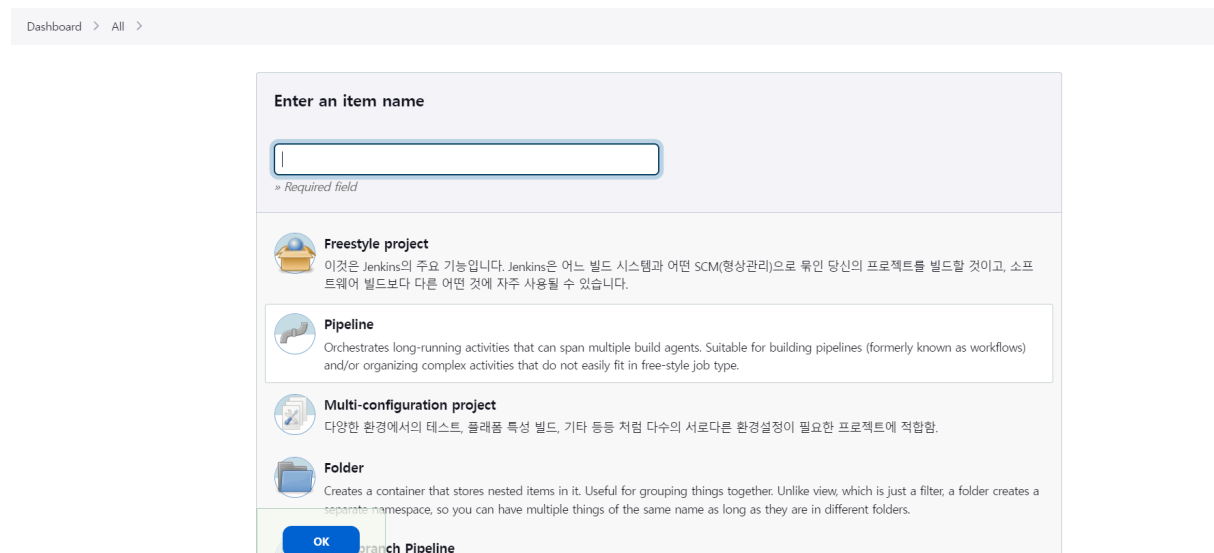 Dashboard > All >
Enter an item name
» Required field
Freestyle project
이것은 Jenkins의 주요 기능입니다. Jenkins은 어느 빌드 시스템과 어떤 SCM(형상관리)으로 묶인 당신의 프로젝트를 빌드할 것이고, 소프
트웨어 빌드보다 다른 어떤 것에 자주 사용될 수 있습니다.
Pipeline
Orchestrates long-running activities that can span multiple build agents. Suitable for building pipelines (formerly known as workflows)
and/or organizing complex activities that do not easily fit in free-style job type.
Multi-configuration project
다양한 환경에서의 테스트, 플래폼 특성 빌드, 기타 등등 처럼 다수의 서로다른 환경설정이 필요한 프로젝트에 적합함.
Folder
Creates a container that stores nested items in it. Useful for grouping things together. Unlike view, which is just a filter, a folder creates a
separate namespace, so you can have multiple things of the same name as long as they are in different folders.
OK
ranch Pipeline